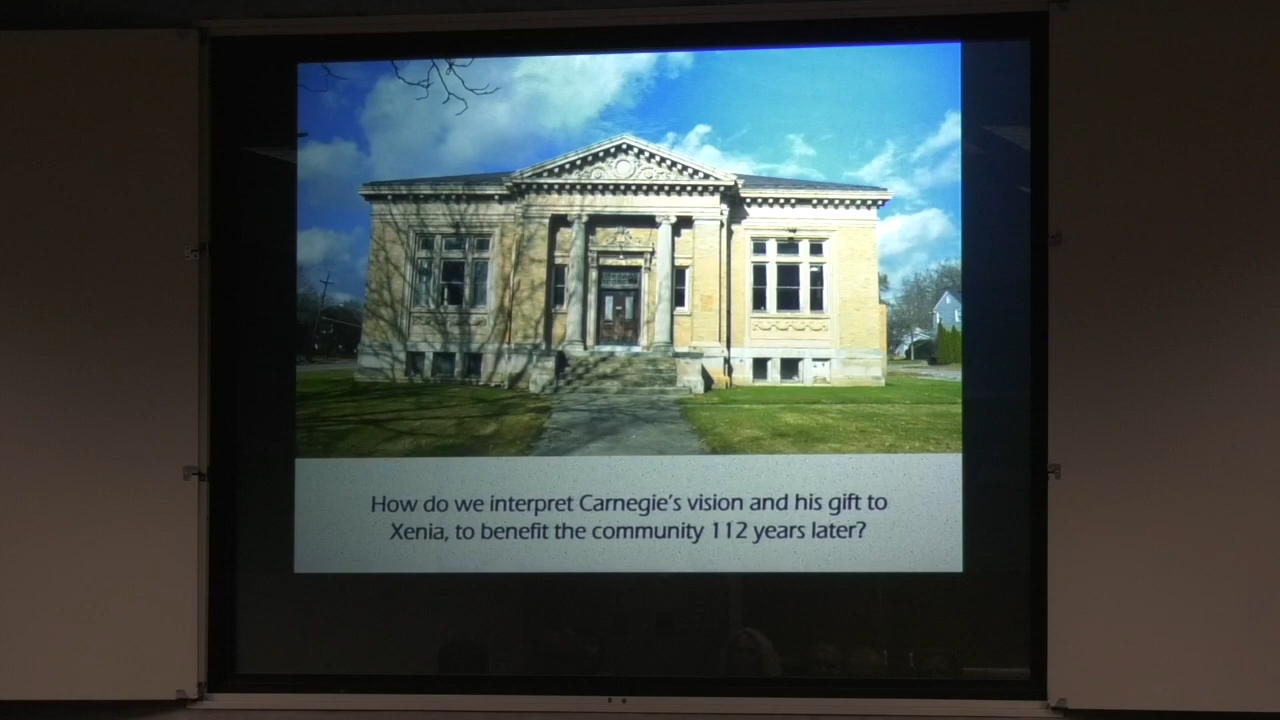 How do we interpret Carnegie's vision and his gift to
Xenia, to benefit the community 112 years later?